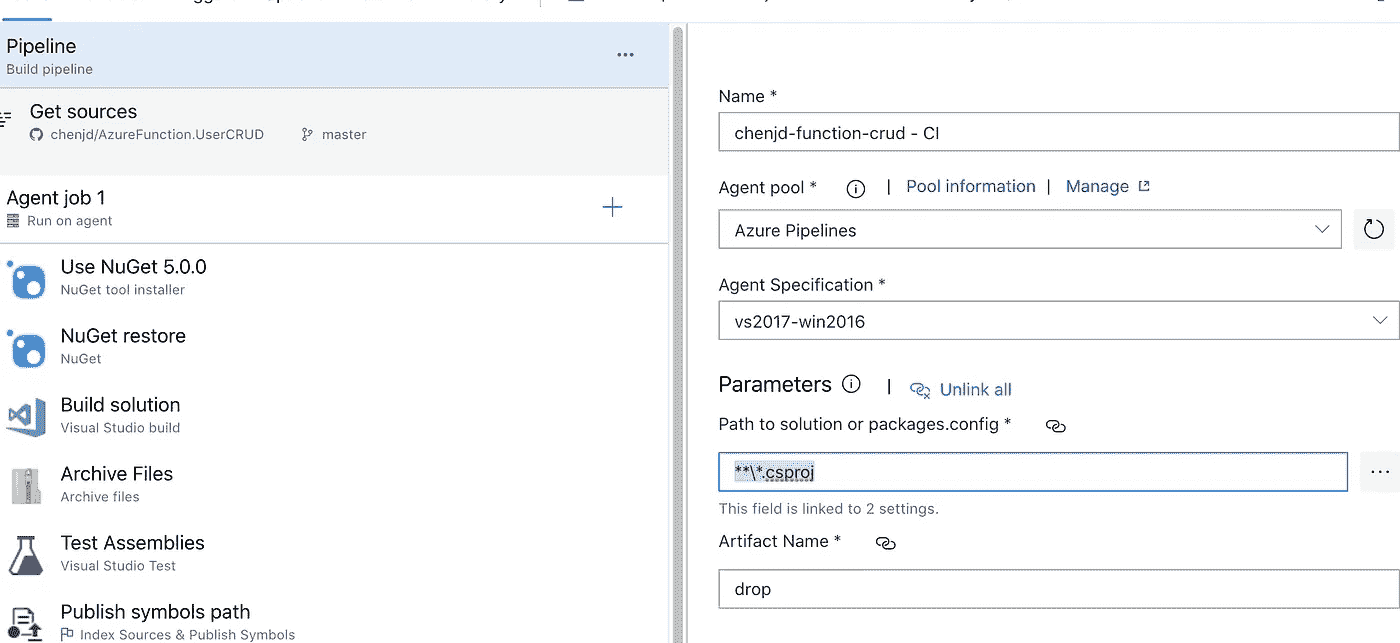 Pipeline
Build pipeline
Get sources
chenjd/AzureFunction.UserCRUD master
Agent job 1
Run on agent
Use NuGet 5.0.0
NuGet tool installer
NuGet restore
NuGet
Build solution
Visual Studio build
Archive Files
Archive files
Test Assemblies
Visual Studio Test
Publish symbols path
Index Sources & Publish Symbols
Name *
chenjd-function-crud - CI
Agent pool * | Pool information | Manage
Azure Pipelines
Agent Specification *
vs2017-win2016
Parameters | Unlink all
Path to solution or packages.config *
**\*.csproj
This field is linked to 2 settings.
Artifact Name *
drop